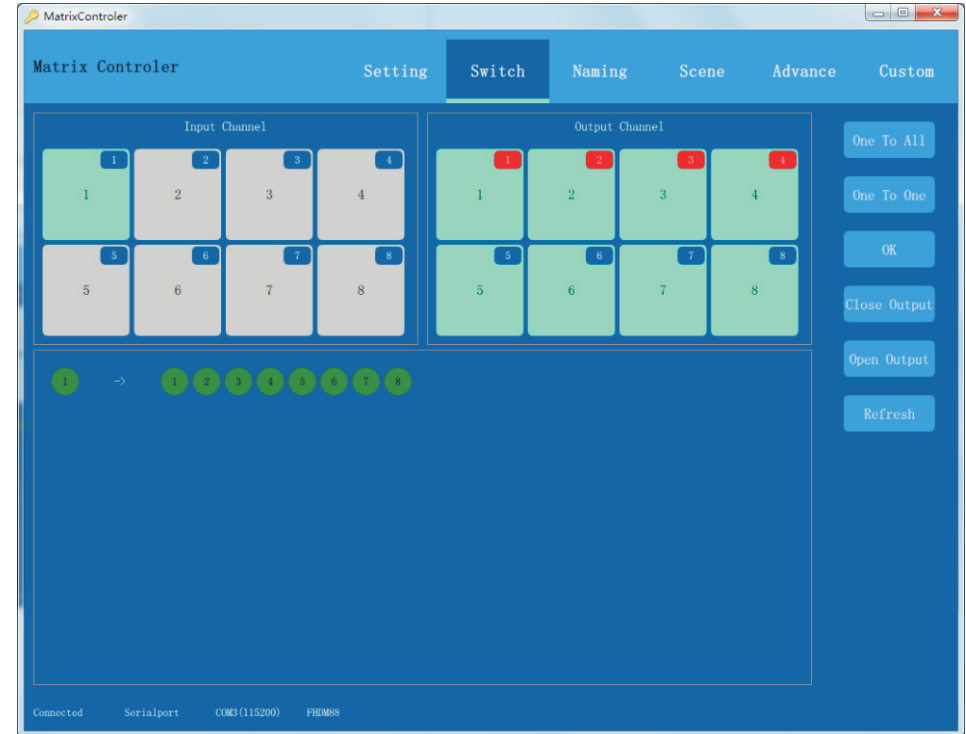 MatrixControler
Matrix Controler Setting Switch Naming Scene Advance Custom
Input Channel
1 2 3 4
1 2 3 4
5 6 7 8
5 6 7 8
Output Channel
1 2 3 4
1 2 3 4
5 6 7 8
5 6 7 8
One To All
One To One
OK
Close Output
Open Output
Refresh
1 -> 1 2 3 4 5 6 7 8
Connected Serialport COM3(115200) FHDM88